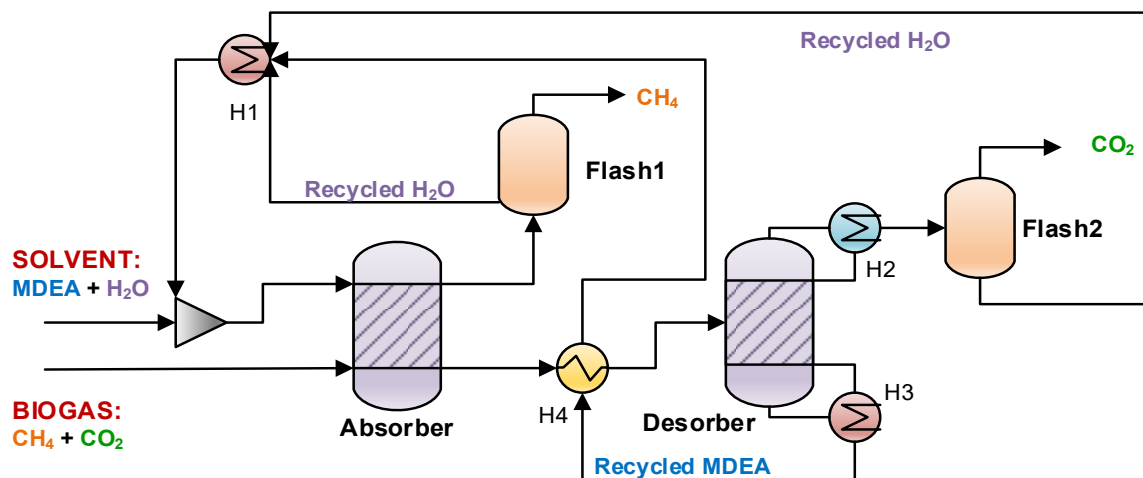 Recycled H₂O
H1
CH₄
CO₂
Flash1
Recycled H₂O
Flash2
SOLVENT:
MDEA + H₂O
H2
H3
BIOGAS:
CH₄ + CO₂
Absorber
H4
Desorber
Recycled MDEA